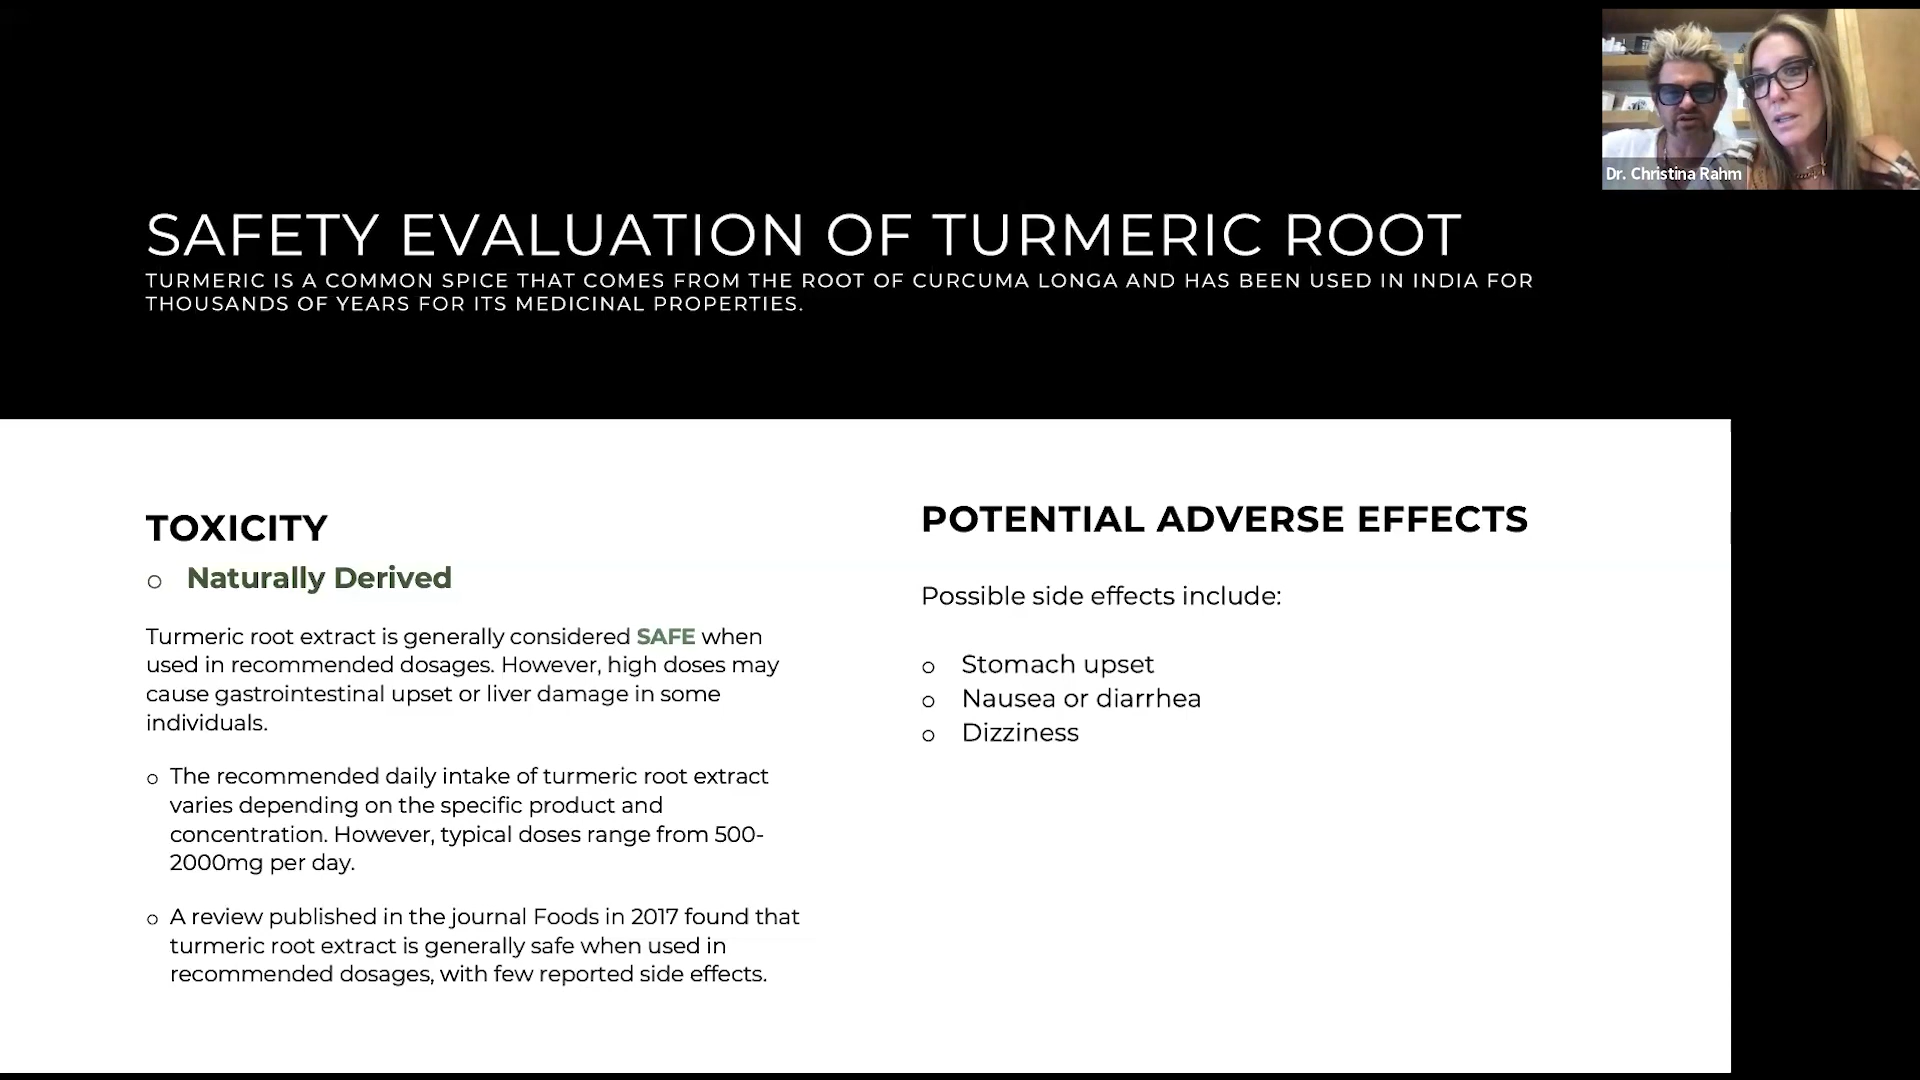 Dr. Christina Rahm
SAFETY EVALUATION OF TURMERIC ROOT
TURMERIC IS A COMMON SPICE THAT COMES FROM THE ROOT OF CURCUMA LONGA AND HAS BEEN USED IN INDIA FOR
THOUSANDS OF YEARS FOR ITS MEDICINAL PROPERTIES.
TOXICITY
○ Naturally Derived
Turmeric root extract is generally considered SAFE when
used in recommended dosages. However, high doses may
cause gastrointestinal upset or liver damage in some
individuals.
○ The recommended daily intake of turmeric root extract
varies depending on the specific product and
concentration. However, typical doses range from 500-
2000mg per day.
○ A review published in the journal Foods in 2017 found that
turmeric root extract is generally safe when used in
recommended dosages, with few reported side effects.
POTENTIAL ADVERSE EFFECTS
Possible side effects include:
○ Stomach upset
○ Nausea or diarrhea
○ Dizziness